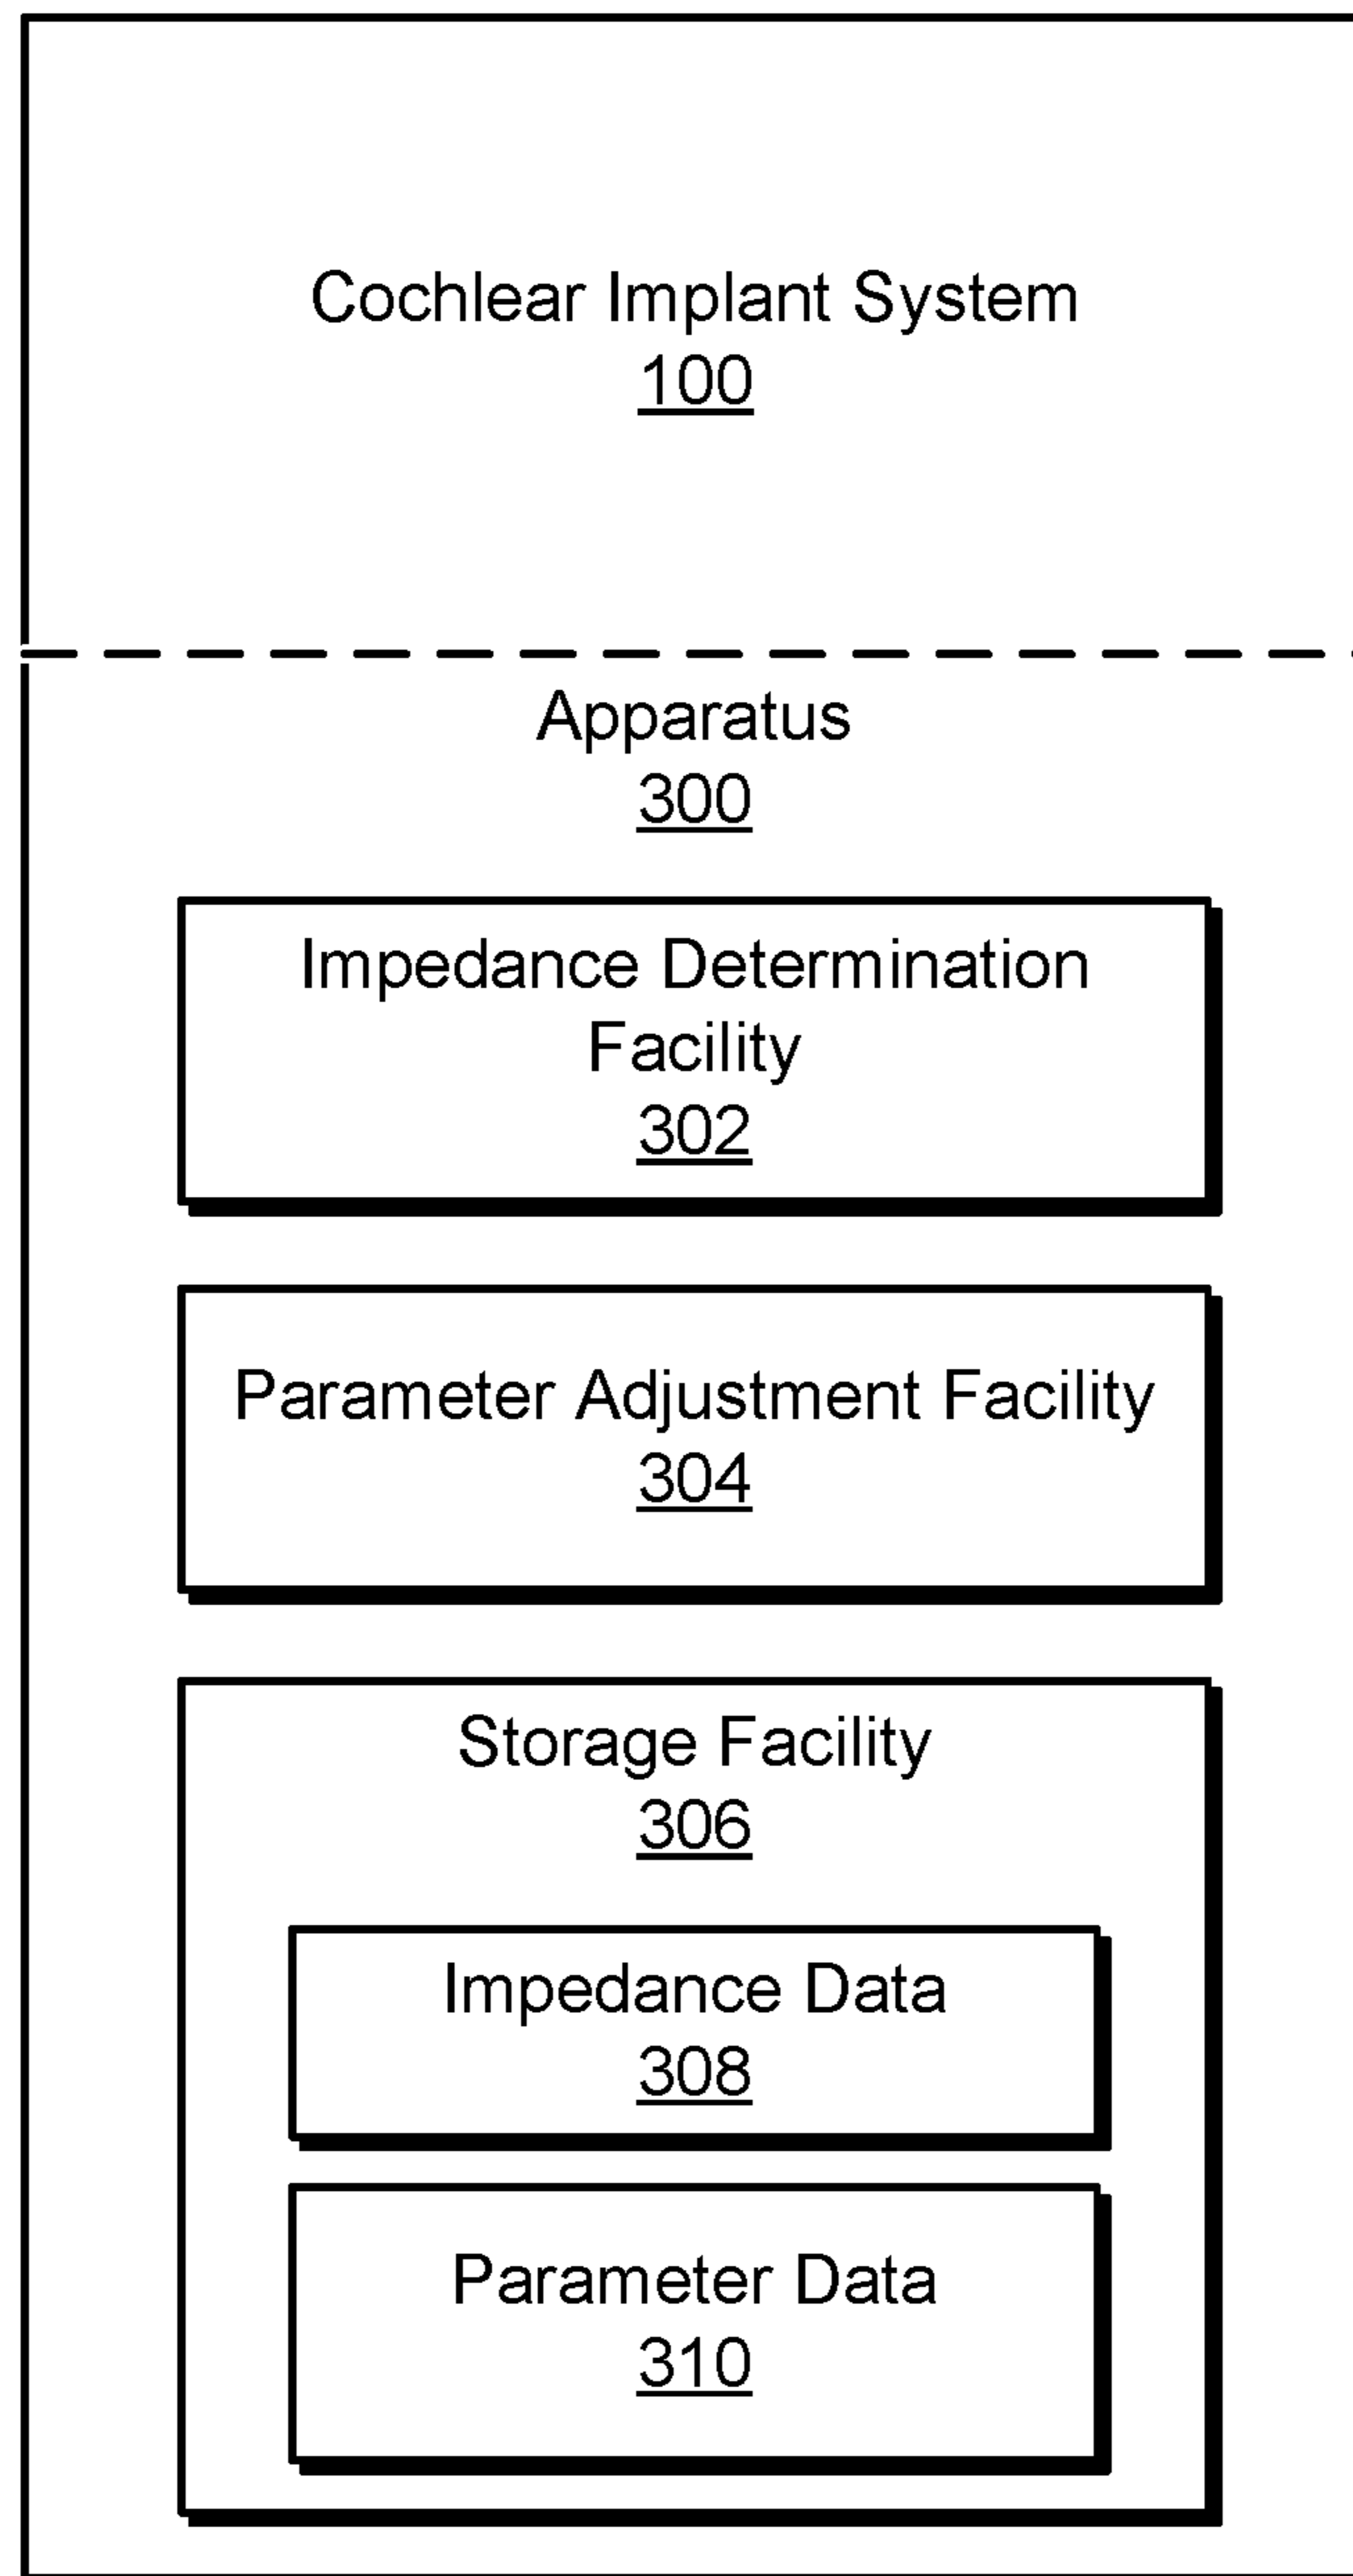 Cochlear Implant System
100
Apparatus
300
Impedance Determination
Facility
302
Parameter Adjustment Facility
304
Storage Facility
306
Impedance Data
308
Parameter Data
310